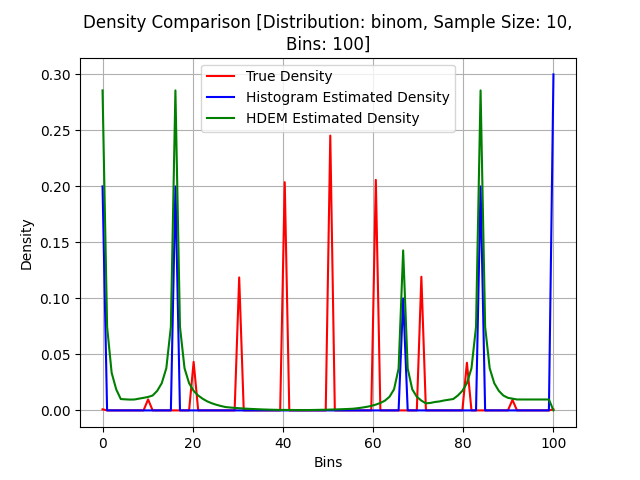 Density Comparison [Distribution: binom, Sample Size: 10,
Bins: 100]
True Density
Histogram Estimated Density
HDEM Estimated Density
0.30
0.25
0.20
0.15
0.10
0.05
0.00
Density
0 20 40 60 80 100
Bins